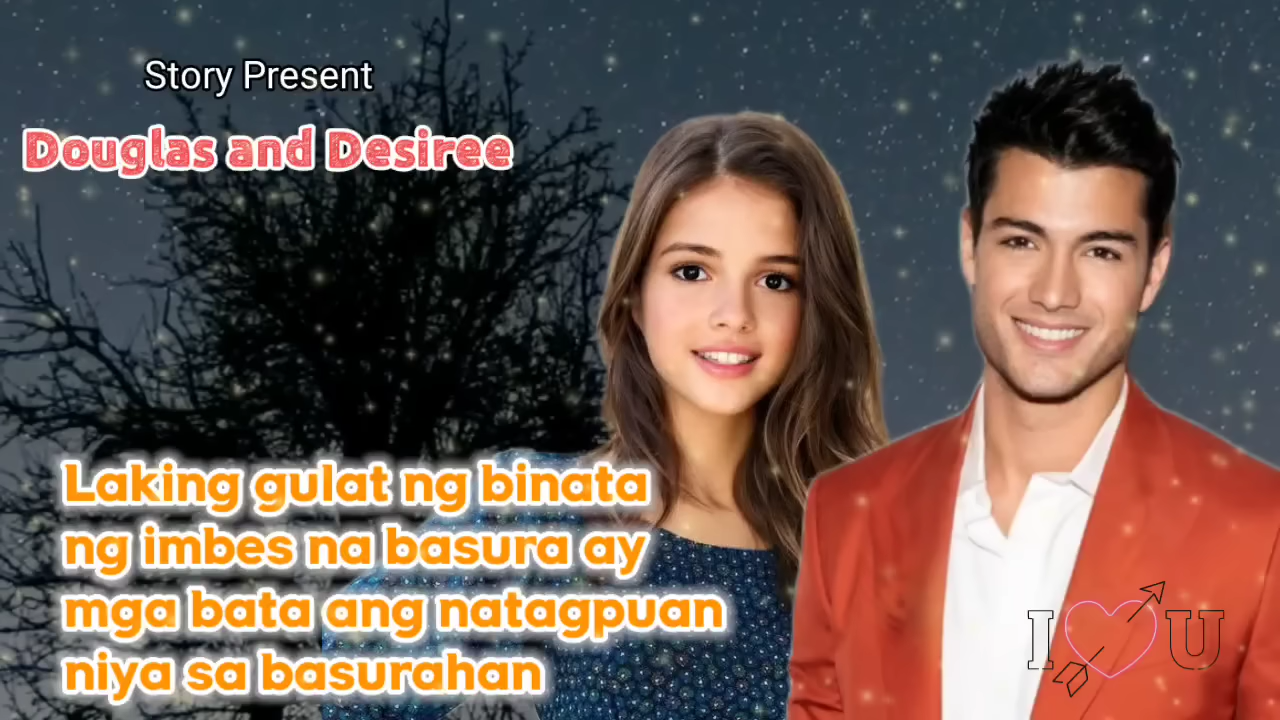 Story Present
Douglas and Desiree
Laking gulat ng binata
ng imbes na basura ay
mga bata ang natagpuan
niya sa basurahan
I U